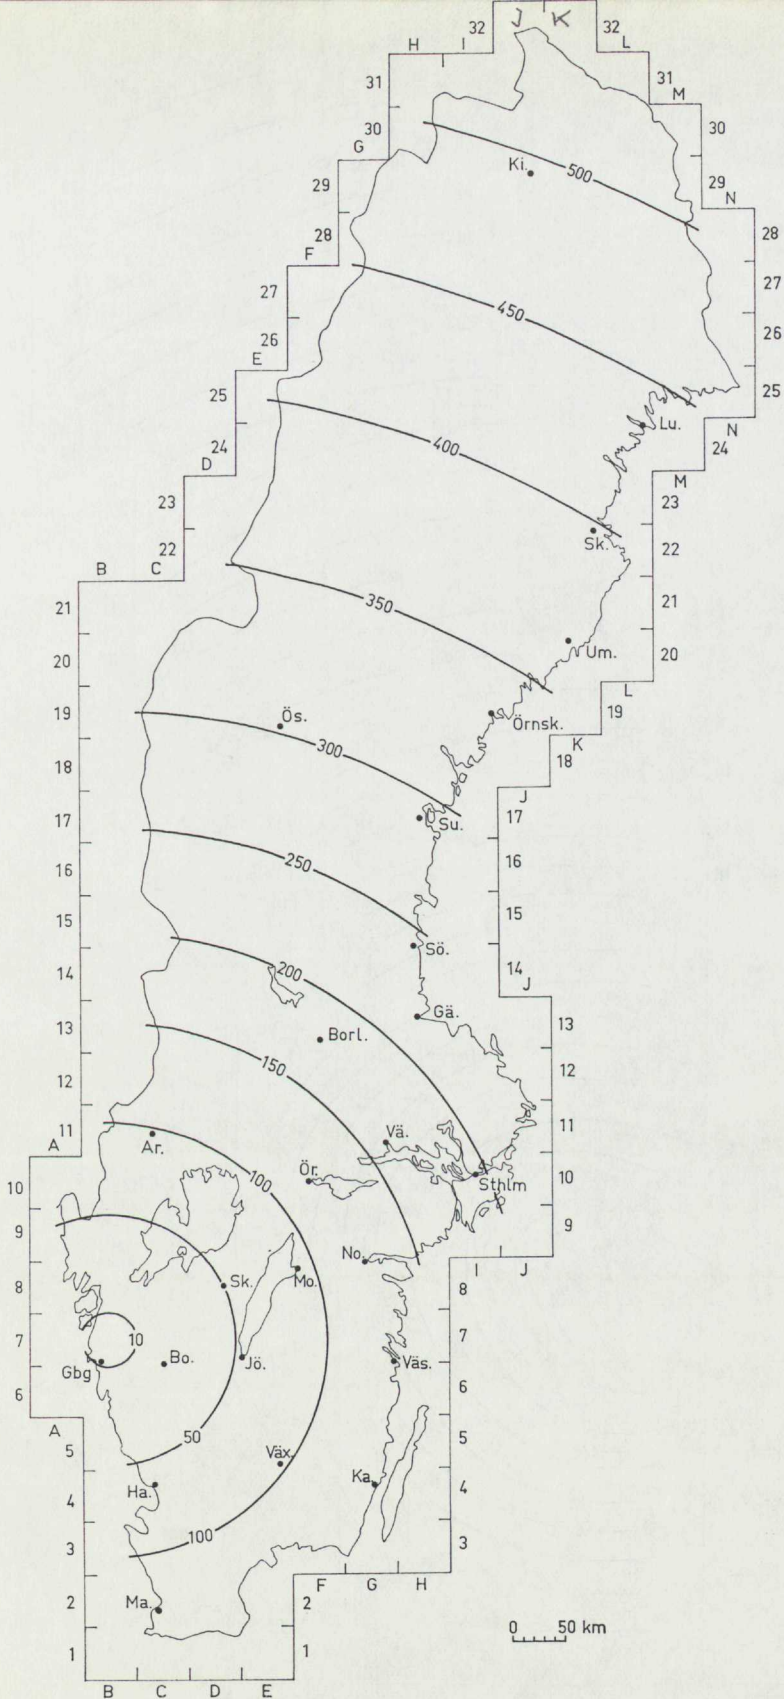 32 J K 32
H I L
31 31
M
30 30
G
Ki. 500
29 29
N
28 28
F
27 27
450
26 26
E
25 25
Lu. N
400 24
24
D M
23 23
Sk.
22 22
B C
21 350 21
Um.
20 20
L
19 Ös. Örnsk. 19
300 K
18 18
J
17 Su. 17
16 250 16
15 15
Sö.
14 200 14
J
Gä.
13 Borl. 13
150
12 12
11 Vä. 11
A Ar.
10 100 Ör. 10
Sthlm
9 9
No.
I J
8 Sk. Mo. 8
7 10 7
Gbg Bo. Jö. Väs.
6 6
A
50
5 Väx. 5
Ha. Ka.
4 4
100
3 3
F G H
Ma.
2 2
0 50 km
1 1
B C D E